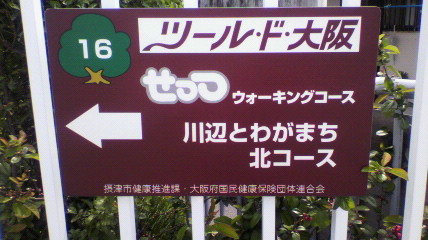 16
ツール・ド・大阪
せっつ
ウォーキングコース
川辺とわがまち
北コース
摂津市健康推進課・大阪府国民健康保険団体連合会